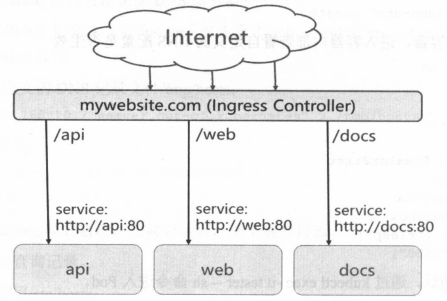 Internet
mywebsite.com (Ingress Controller)
/api
/web
/docs
service:
http://api:80
service:
http://web:80
service:
http://docs:80
api
web
docs